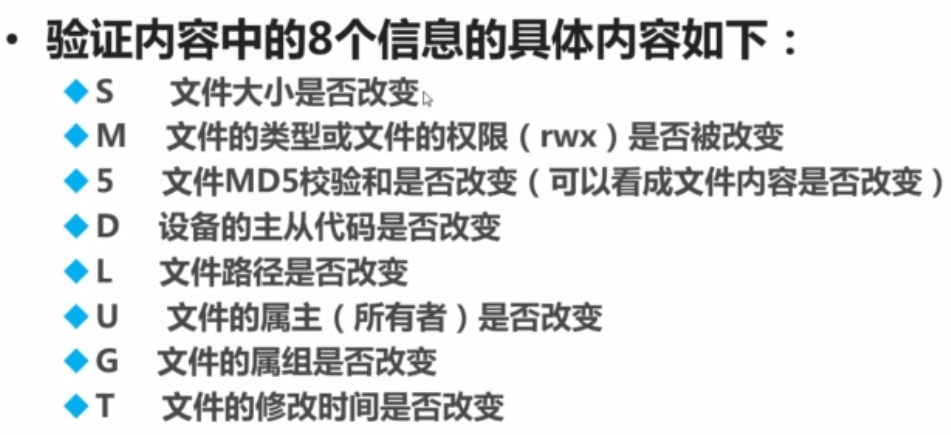 • 验证内容中的8个信息的具体内容如下：
◆S 文件大小是否改变
◆M 文件的类型或文件的权限（rwx）是否被改变
◆5 文件MD5校验和是否改变（可以看成文件内容是否改变）
◆D 设备的主从代码是否改变
◆L 文件路径是否改变
◆U 文件的属主（所有者）是否改变
◆G 文件的属组是否改变
◆T 文件的修改时间是否改变